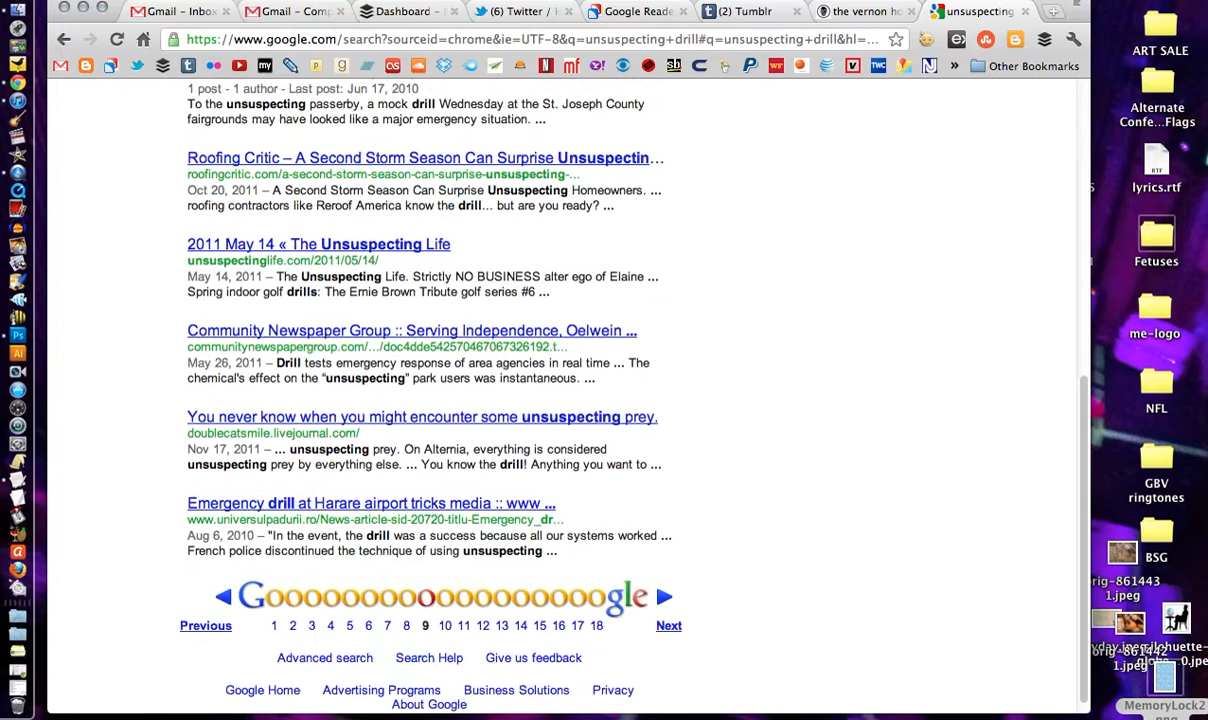 Gmail - Inbox
Gmail - Comp
Dashboard -
(6) Twitter / H
Google Reade
(2) Tumblr
the vernon ho
unsuspecting
https://www.google.com/search?sourceid=chrome&ie=UTF-8&q=unsuspecting+drill#q=unsuspecting+drill&hl=...
Other Bookmarks
1 post - 1 author - Last post: Jun 17, 2010
To the unsuspecting passerby, a mock drill Wednesday at the St. Joseph County
fairgrounds may have looked like a major emergency situation. ...
Roofing Critic – A Second Storm Season Can Surprise Unsuspectin...
roofingcritic.com/a-second-storm-season-can-surprise-unsuspecting-...
Oct 20, 2011 – A Second Storm Season Can Surprise Unsuspecting Homeowners. ...
roofing contractors like Reroof America know the drill... but are you ready? ...
2011 May 14 « The Unsuspecting Life
unsuspectinglife.com/2011/05/14/
May 14, 2011 – The Unsuspecting Life. Strictly NO BUSINESS alter ego of Elaine ...
Spring indoor golf drills: The Ernie Brown Tribute golf series #6 ...
Community Newspaper Group :: Serving Independence, Oelwein ...
communitynewspapergroup.com/.../doc4dde542570467067326192.t...
May 26, 2011 – Drill tests emergency response of area agencies in real time ... The
chemical's effect on the “unsuspecting” park users was instantaneous. ...
You never know when you might encounter some unsuspecting prey.
doublecatsmile.livejournal.com/
Nov 17, 2011 – ... unsuspecting prey. On Alternia, everything is considered
unsuspecting prey by everything else. ... You know the drill! Anything you want to ...
Emergency drill at Harare airport tricks media :: www ...
www.universulpadurii.ro/News-article-sid-20720-titlu-Emergency_dr...
Aug 6, 2010 – "In the event, the drill was a success because all our systems worked ...
French police discontinued the technique of using unsuspecting ...
Goooooooooooooooooogle
Previous 1 2 3 4 5 6 7 8 9 10 11 12 13 14 15 16 17 18 Next
Advanced search Search Help Give us feedback
Google Home Advertising Programs Business Solutions Privacy
About Google
ART SALE
Alternate
Confe...Flags
lyrics.rtf
Fetuses
me-logo
NFL
GBV
ringtones
BSG
orig-861443
1.jpeg
1.jpeg
MemoryLock2